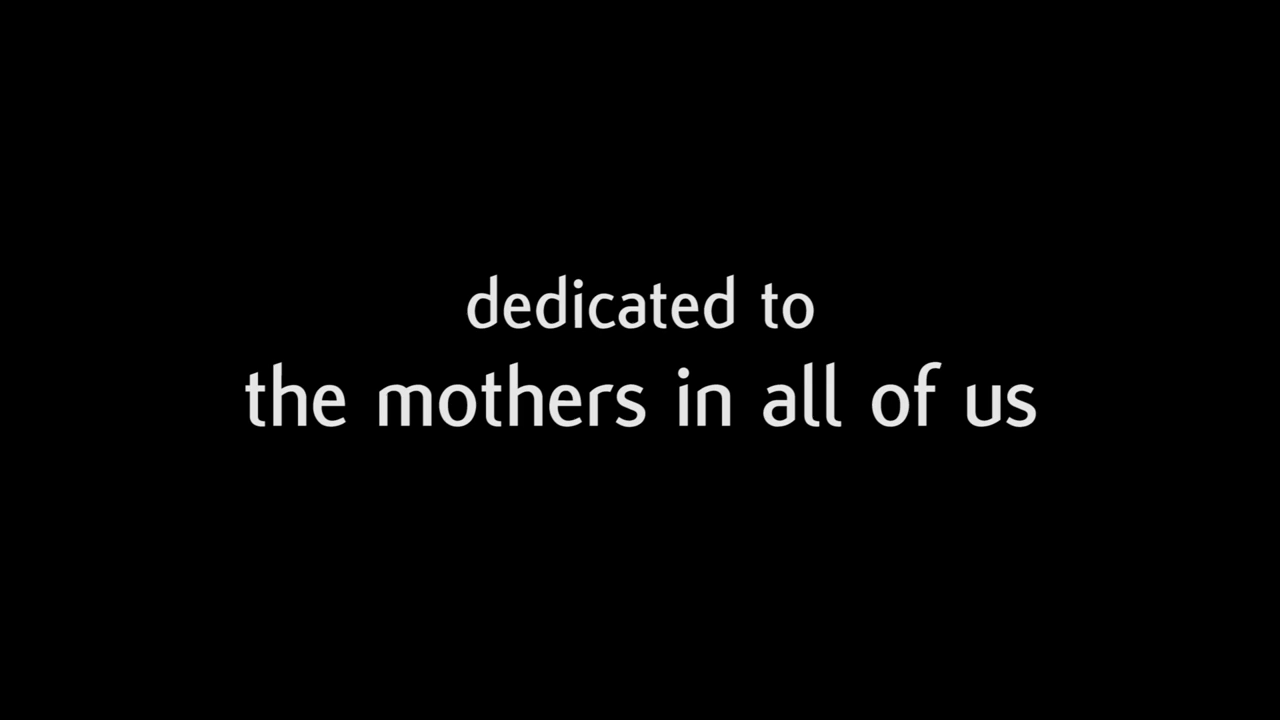 dedicated to
the mothers in all of us